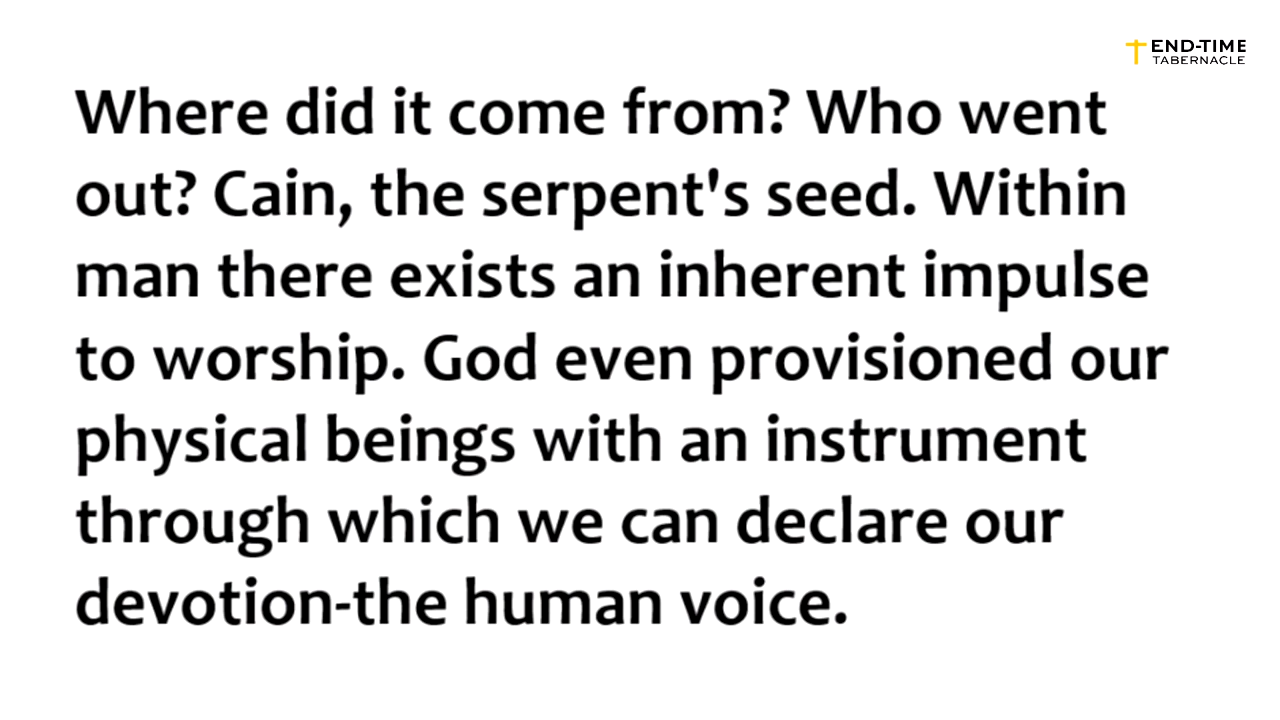 END-TIME
TABERNACLE
Where did it come from? Who went
out? Cain, the serpent's seed. Within
man there exists an inherent impulse
to worship. God even provisioned our
physical beings with an instrument
through which we can declare our
devotion-the human voice.